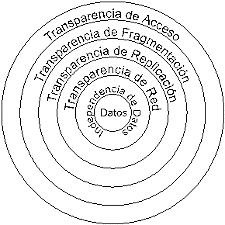 Transparencia de Acceso
Transparencia de Fragmentación
Transparencia de Replicación
Transparencia de Red
Independencia de Datos
Datos